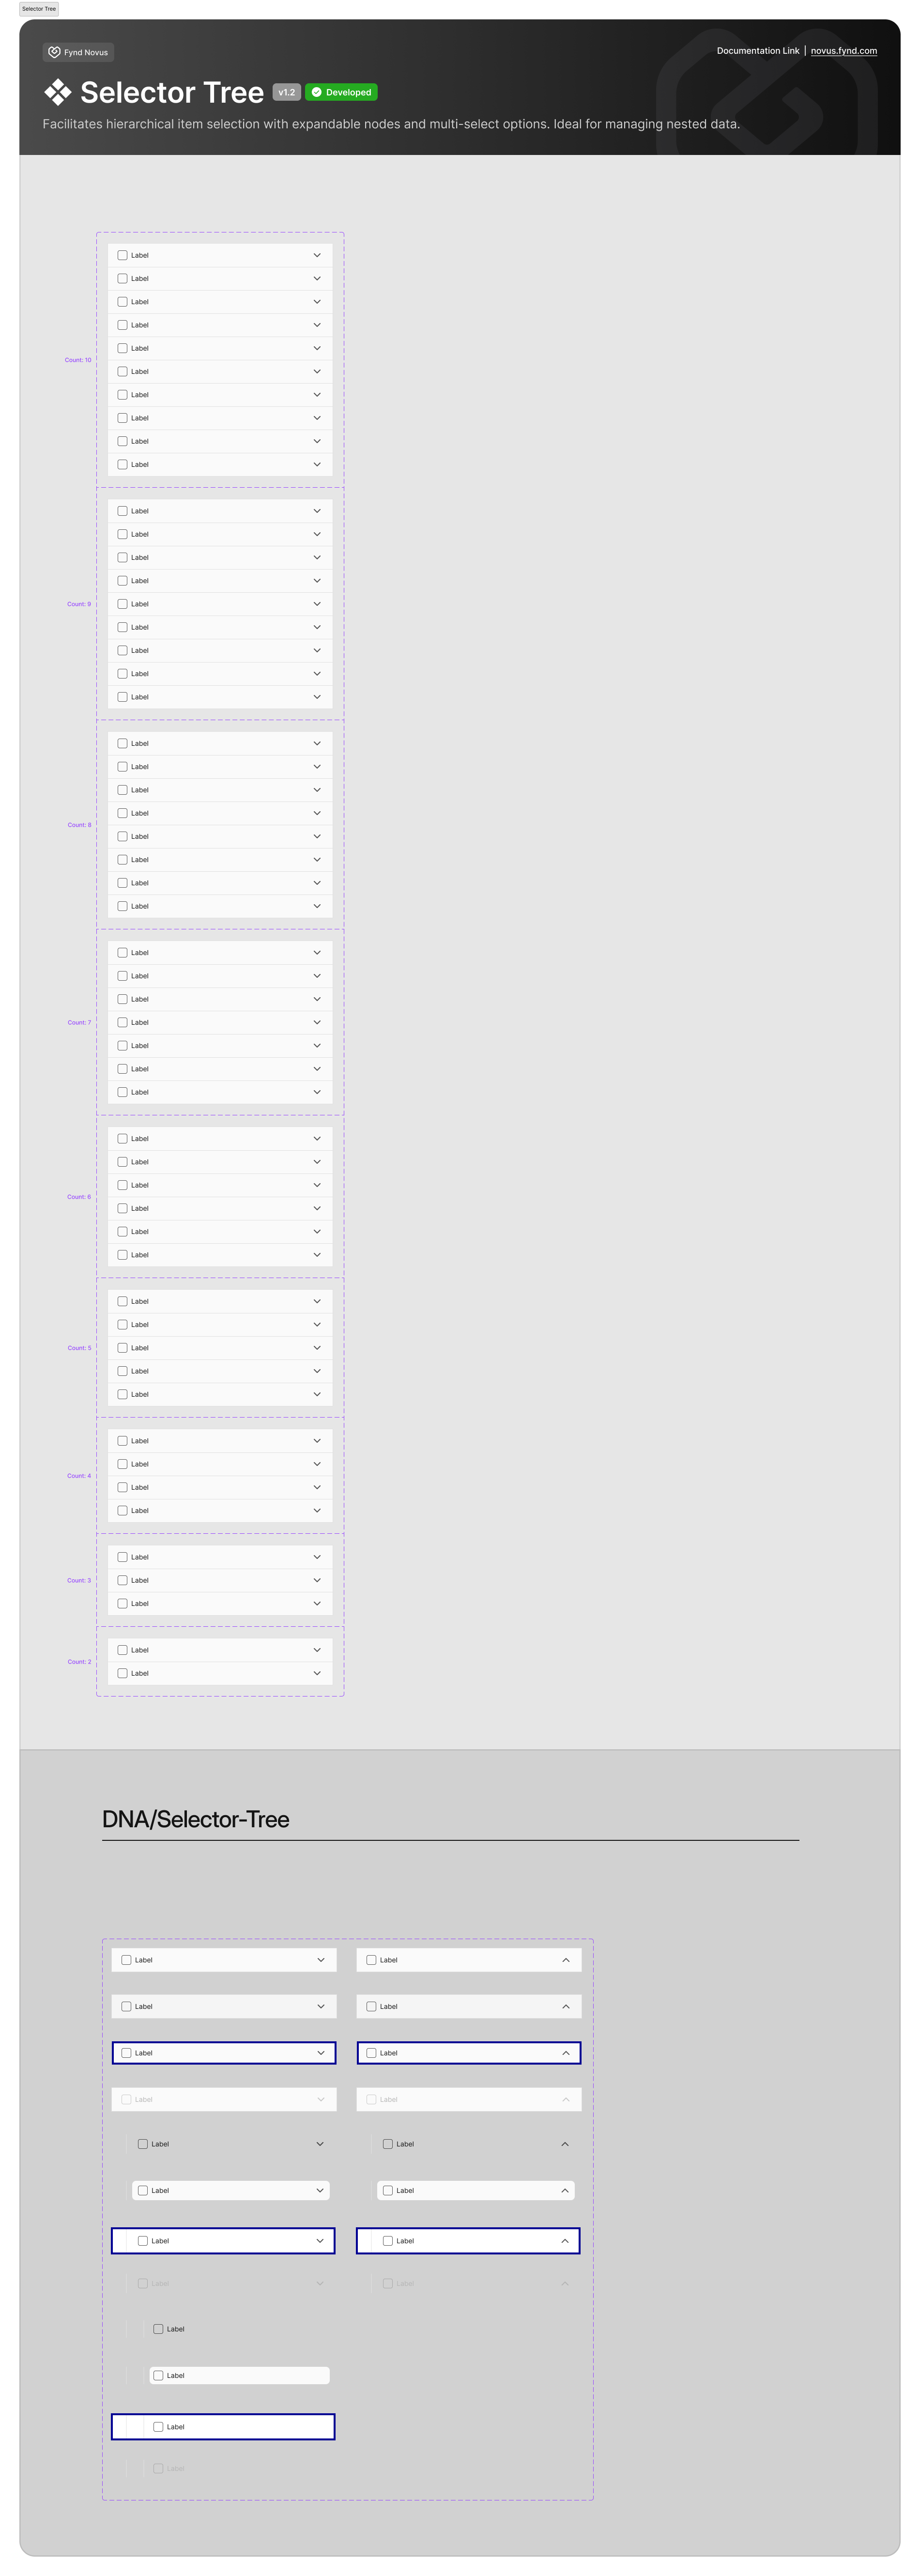 Selector Tree
Fynd Novus
Documentation Link | novus.fynd.com
Selector Tree v1.2 Developed
Facilitates hierarchical item selection with expandable nodes and multi-select options. Ideal for managing nested data.
Label
Label
Label
Label
Count: 10
Label
Label
Label
Label
Label
Label
Label
Label
Label
Label
Count: 9
Label
Label
Label
Label
Label
Label
Label
Label
Label
Count: 8
Label
Label
Label
Label
Label
Label
Label
Label
Count: 7
Label
Label
Label
Label
Label
Label
Count: 6
Label
Label
Label
Label
Label
Count: 5
Label
Label
Label
Label
Label
Count: 4
Label
Label
Label
Count: 3
Label
Label
Label
Count: 2
Label
DNA/Selector-Tree
Label Label
Label Label
Label Label
Label Label
Label Label
Label Label
Label Label
Label Label
Label
Label
Label
Label